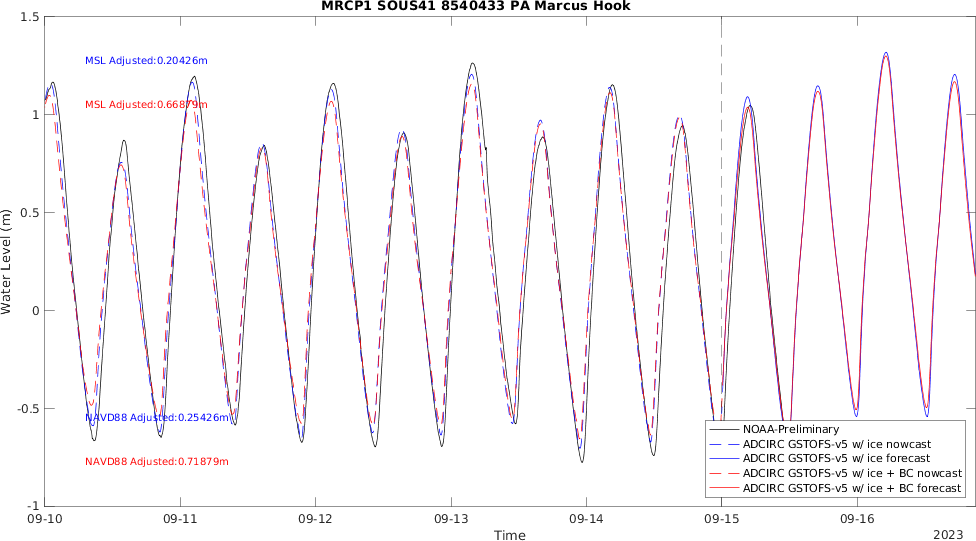 MRCP1 SOUS41 8540433 PA Marcus Hook
1.5
1
0.5
0
-0.5
-1
Water Level (m)
MSL Adjusted:0.20426m
MSL Adjusted:0.66879m
NAVD88 Adjusted:0.25426m
NAVD88 Adjusted:0.71879m
NOAA-Preliminary
ADCIRC GSTOFS-v5 w/ ice nowcast
ADCIRC GSTOFS-v5 w/ ice forecast
ADCIRC GSTOFS-v5 w/ ice + BC nowcast
ADCIRC GSTOFS-v5 w/ ice + BC forecast
09-10 09-11 09-12 09-13 09-14 09-15 09-16
Time
2023